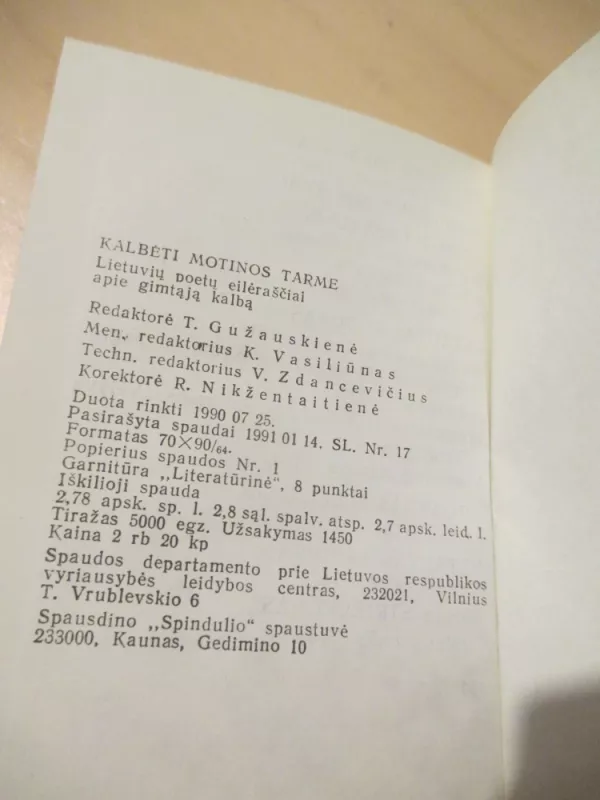 KALBĖTI MOTINOS TARME
Lietuvių poetų eilėraščiai
apie gimtąją kalbą
Redaktorė T. Gužauskienė
Men. redaktorius K. Vasiliūnas
Techn. redaktorius V. Zdancevičius
Korektorė R. Nikžentaitienė
Duota rinkti 1990 07 25.
Pasirašyta spaudai 1991 01 14. SL. Nr. 17
Formatas 70×90/64.
Popierius spaudos Nr. 1
Garnitūra „Literatūrinė“, 8 punktai
Iškilioji spauda
2,78 apsk. sp. l. 2,8 sąl. spalv. atsp. 2,7 apsk. leid. l.
Tiražas 5000 egz. Užsakymas 1450
Kaina 2 rb 20 kp
Spaudos departamento prie Lietuvos respublikos
vyriausybės leidybos centras, 232021, Vilnius
T. Vrublevskio 6
Spausdino „Spindulio“ spaustuvė
233000, Kaunas, Gedimino 10